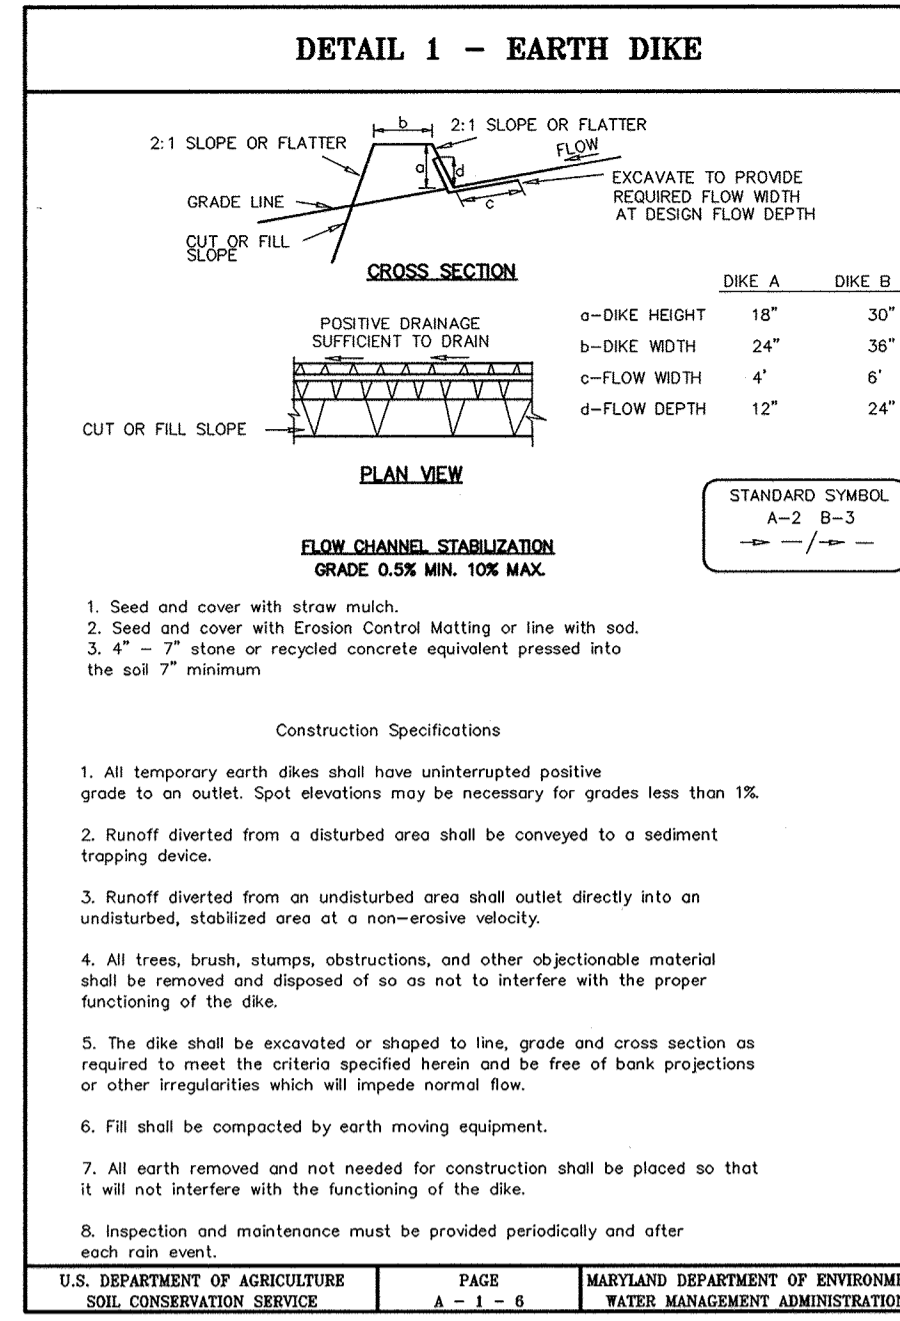 DETAIL 1 – EARTH DIKE
b
2:1 SLOPE OR FLATTER
2:1 SLOPE OR FLATTER
FLOW
a
d
EXCAVATE TO PROVIDE
REQUIRED FLOW WIDTH
AT DESIGN FLOW DEPTH
GRADE LINE
c
CUT OR FILL
SLOPE
CROSS SECTION
DIKE A DIKE B
a–DIKE HEIGHT 18" 30"
b–DIKE WIDTH 24" 36"
c–FLOW WIDTH 4' 6'
d–FLOW DEPTH 12" 24"
POSITIVE DRAINAGE
SUFFICIENT TO DRAIN
CUT OR FILL SLOPE
PLAN VIEW
STANDARD SYMBOL
A–2 B–3
/
FLOW CHANNEL STABILIZATION
GRADE 0.5% MIN. 10% MAX.
1. Seed and cover with straw mulch.
2. Seed and cover with Erosion Control Matting or line with sod.
3. 4" – 7" stone or recycled concrete equivalent pressed into
the soil 7" minimum
Construction Specifications
1. All temporary earth dikes shall have uninterrupted positive
grade to an outlet. Spot elevations may be necessary for grades less than 1%.
2. Runoff diverted from a disturbed area shall be conveyed to a sediment
trapping device.
3. Runoff diverted from an undisturbed area shall outlet directly into an
undisturbed, stabilized area at a non–erosive velocity.
4. All trees, brush, stumps, obstructions, and other objectionable material
shall be removed and disposed of so as not to interfere with the proper
functioning of the dike.
5. The dike shall be excavated or shaped to line, grade and cross section as
required to meet the criteria specified herein and be free of bank projections
or other irregularities which will impede normal flow.
6. Fill shall be compacted by earth moving equipment.
7. All earth removed and not needed for construction shall be placed so that
it will not interfere with the functioning of the dike.
8. Inspection and maintenance must be provided periodically and after
each rain event.
U.S. DEPARTMENT OF AGRICULTURE
SOIL CONSERVATION SERVICE
PAGE
A – 1 – 6
MARYLAND DEPARTMENT OF ENVIRONME
WATER MANAGEMENT ADMINISTRATION